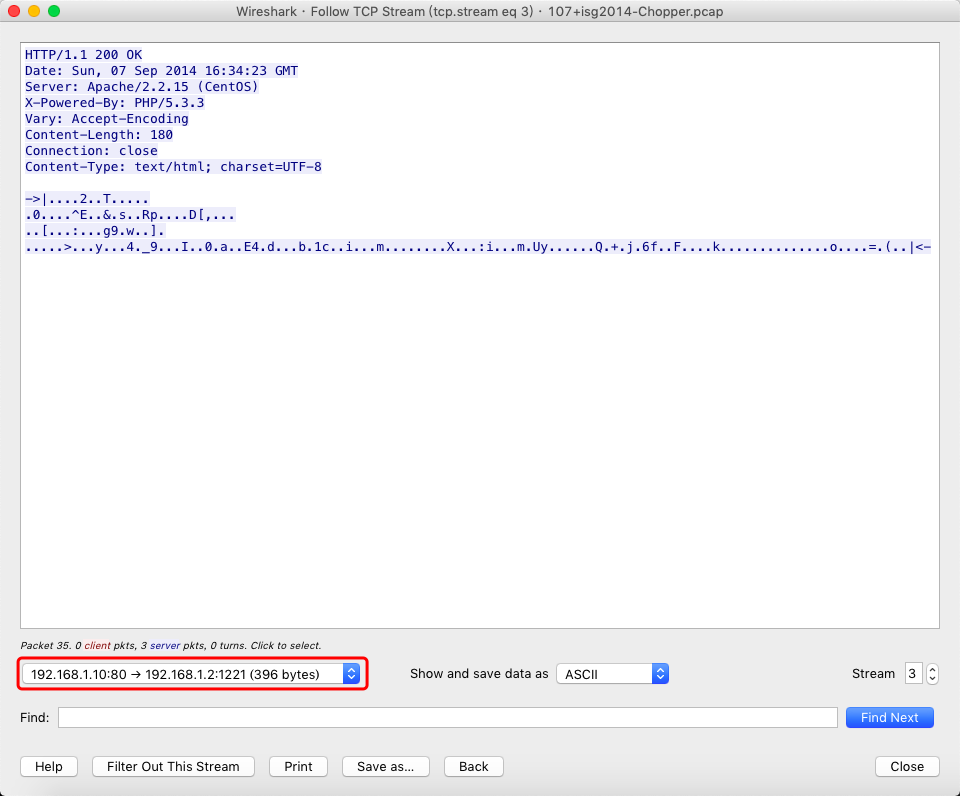 Wireshark · Follow TCP Stream (tcp.stream eq 3) · 107+isg2014-Chopper.pcap
HTTP/1.1 200 OK
Date: Sun, 07 Sep 2014 16:34:23 GMT
Server: Apache/2.2.15 (CentOS)
X-Powered-By: PHP/5.3.3
Vary: Accept-Encoding
Content-Length: 180
Connection: close
Content-Type: text/html; charset=UTF-8
->|....2..T.....
.0....^E..&.s..Rp....D[,...
..[...:...g9.w..].
.....>...y...4._9...I..0.a..E4.d...b.1c..i...m........X...:i...m.Uy......Q.+.j.6f..F....k..............o....=.(..|<-
Packet 35. 0 client pkts, 3 server pkts, 0 turns. Click to select.
192.168.1.10:80 → 192.168.1.2:1221 (396 bytes) Show and save data as ASCII Stream 3
Find: Find Next
Help Filter Out This Stream Print Save as... Back Close